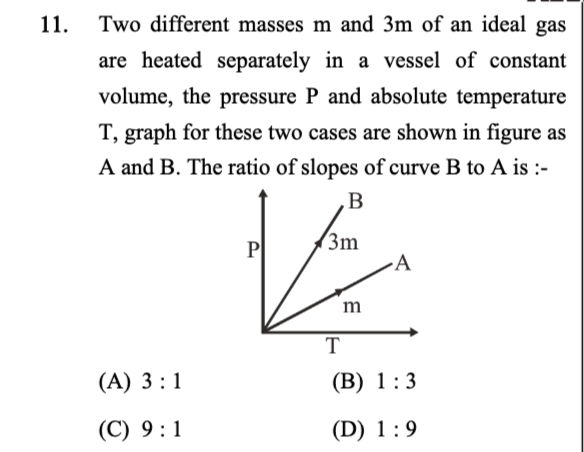 11. Two different masses m and 3m of an ideal gas
are heated separately in a vessel of constant
volume, the pressure P and absolute temperature
T, graph for these two cases are shown in figure as
A and B. The ratio of slopes of curve B to A is :-
B
3m
P
A
m
T
(A) 3 : 1 (B) 1 : 3
(C) 9 : 1 (D) 1 : 9